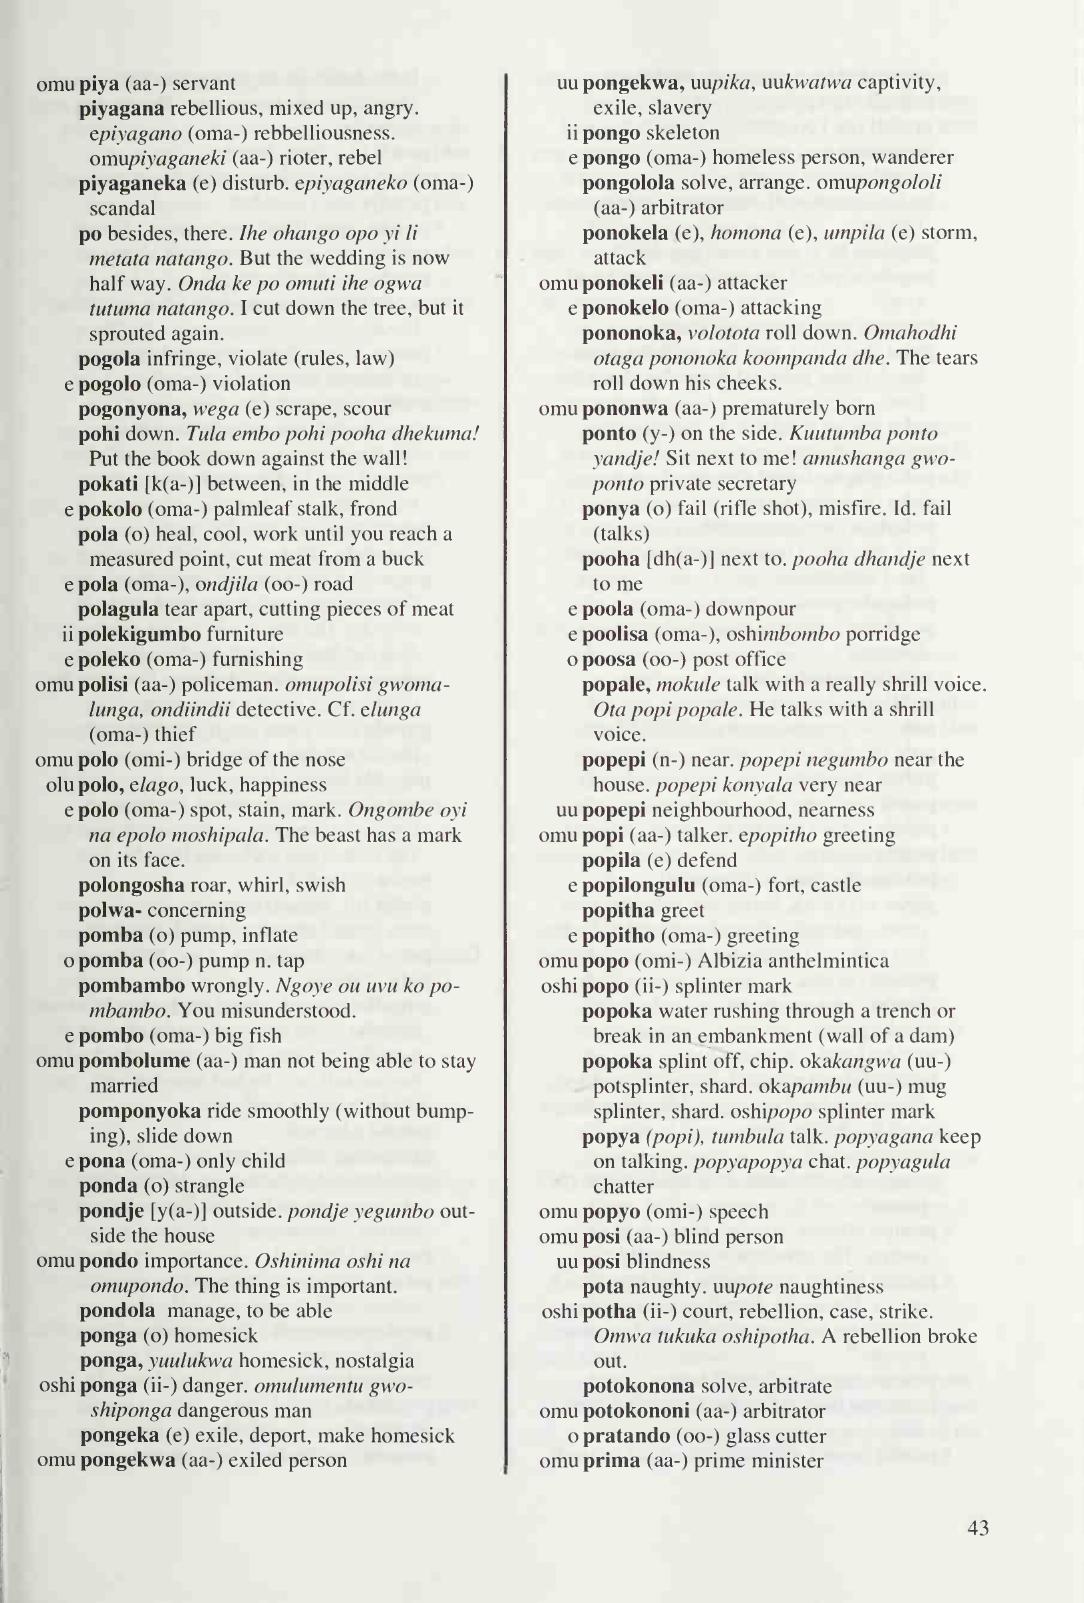 omu piya (aa-) servant
piyagana rebellious, mixed up, angry.
epiyagano (oma-) rebbelliousness.
omupiyaganeki (aa-) rioter, rebel
piyaganeka (e) disturb. epiyaganeko (oma-)
scandal
po besides, there. Ihe ohango opo yi li
metata natango. But the wedding is now
half way. Onda ke po omuti ihe ogwa
tutuma natango. I cut down the tree, but it
sprouted again.
pogola infringe, violate (rules, law)
e pogolo (oma-) violation
pogonyona, wega (e) scrape, scour
pohi down. Tula embo pohi pooha dhekuma!
Put the book down against the wall!
pokati [k(a-)] between, in the middle
e pokolo (oma-) palmleaf stalk, frond
pola (o) heal, cool, work until you reach a
measured point, cut meat from a buck
e pola (oma-), ondjila (oo-) road
polagula tear apart, cutting pieces of meat
ii polekigumbo furniture
e poleko (oma-) furnishing
omu polisi (aa-) policeman. omupolisi gwoma-
lunga, ondiindii detective. Cf. elunga
(oma-) thief
omu polo (omi-) bridge of the nose
olu polo, elago, luck, happiness
e polo (oma-) spot, stain, mark. Ongombe oyi
na epolo moshipala. The beast has a mark
on its face.
polongosha roar, whirl, swish
polwa- concerning
pomba (o) pump, inflate
o pomba (oo-) pump n. tap
pombambo wrongly. Ngoye ou uvu ko po-
mbambo. You misunderstood.
e pombo (oma-) big fish
omu pombolume (aa-) man not being able to stay
married
pomponyoka ride smoothly (without bump-
ing), slide down
e pona (oma-) only child
ponda (o) strangle
pondje [y(a-)] outside. pondje yegumbo out-
side the house
omu pondo importance. Oshinima oshi na
omupondo. The thing is important.
pondola manage, to be able
ponga (o) homesick
ponga, yuulukwa homesick, nostalgia
oshi ponga (ii-) danger. omulumentu gwo-
shiponga dangerous man
pongeka (e) exile, deport, make homesick
omu pongekwa (aa-) exiled person
uu pongekwa, uupika, uukwatwa captivity,
exile, slavery
ii pongo skeleton
e pongo (oma-) homeless person, wanderer
pongolola solve, arrange. omupongololi
(aa-) arbitrator
ponokela (e), homona (e), umpila (e) storm,
attack
omu ponokeli (aa-) attacker
e ponokelo (oma-) attacking
pononoka, volotota roll down. Omahodhi
otaga pononoka koompanda dhe. The tears
roll down his cheeks.
omu pononwa (aa-) prematurely born
ponto (y-) on the side. Kuutumba ponto
yandje! Sit next to me! amushanga gwo-
ponto private secretary
ponya (o) fail (rifle shot), misfire. Id. fail
(talks)
pooha [dh(a-)] next to. pooha dhandje next
to me
e poola (oma-) downpour
e poolisa (oma-), oshimbombo porridge
o poosa (oo-) post office
popale, mokule talk with a really shrill voice.
Ota popi popale. He talks with a shrill
voice.
popepi (n-) near. popepi negumbo near the
house. popepi konyala very near
uu popepi neighbourhood, nearness
omu popi (aa-) talker. epopitho greeting
popila (e) defend
e popilongulu (oma-) fort, castle
popitha greet
e popitho (oma-) greeting
omu popo (omi-) Albizia anthelmintica
oshi popo (ii-) splinter mark
popoka water rushing through a trench or
break in an embankment (wall of a dam)
popoka splint off, chip. okakangwa (uu-)
potsplinter, shard. okapambu (uu-) mug
splinter, shard. oshipopo splinter mark
popya (popi), tumbula talk. popyagana keep
on talking. popyapopya chat. popyagula
chatter
omu popyo (omi-) speech
omu posi (aa-) blind person
uu posi blindness
pota naughty. uupote naughtiness
oshi potha (ii-) court, rebellion, case, strike.
Omwa tukuka oshipotha. A rebellion broke
out.
potokonona solve, arbitrate
omu potokononi (aa-) arbitrator
o pratando (oo-) glass cutter
omu prima (aa-) prime minister
43